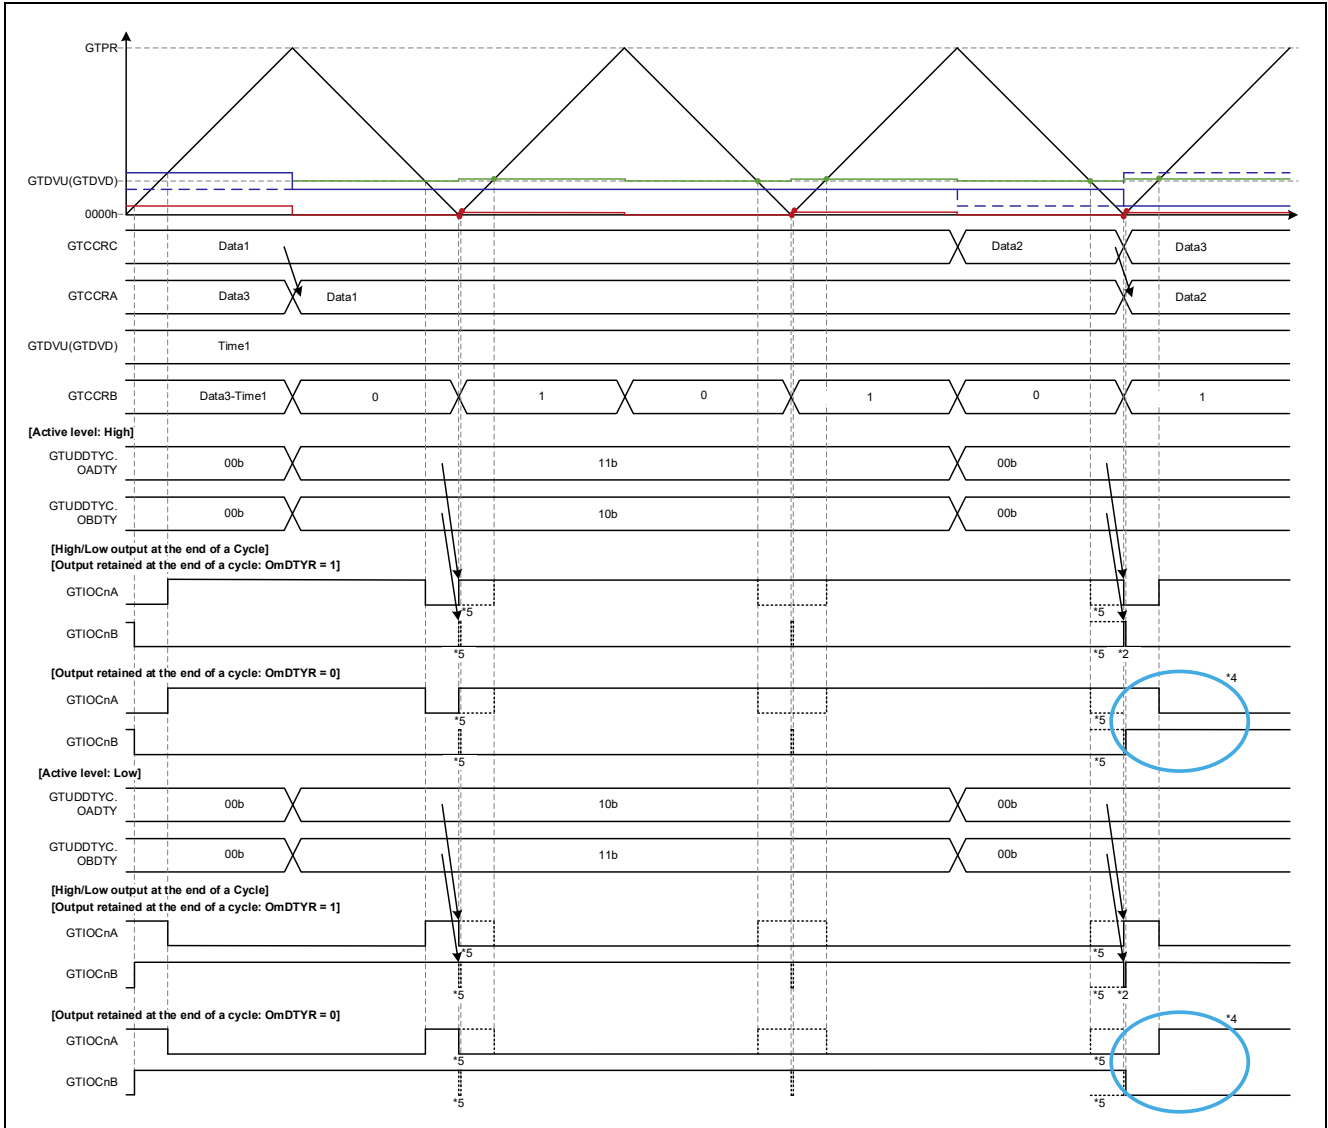 GTPR
GTDVU(GTDVD)
0000h
GTCCRC Data1 Data2 Data3
GTCCRA Data3 Data1 Data2
GTDVU(GTDVD) Time1
GTCCRB Data3-Time1 0 1 0 1 0 1
[Active level: High]
GTUDDTYC.
OADTY 00b 11b 00b
GTUDDTYC.
OBDTY 00b 10b 00b
[High/Low output at the end of a Cycle]
[Output retained at the end of a cycle: OmDTYR = 1]
GTIOCnA
*5 *5
GTIOCnB
*5 *5 *2
[Output retained at the end of a cycle: OmDTYR = 0]
*4
GTIOCnA
*5 *5
GTIOCnB
*5 *5
[Active level: Low]
GTUDDTYC.
OADTY 00b 10b 00b
GTUDDTYC.
OBDTY 00b 11b 00b
[High/Low output at the end of a Cycle]
[Output retained at the end of a cycle: OmDTYR = 1]
GTIOCnA
*5 *5
GTIOCnB
*5 *5 *2
[Output retained at the end of a cycle: OmDTYR = 0]
*4
GTIOCnA
*5 *5
GTIOCnB
*5 *5